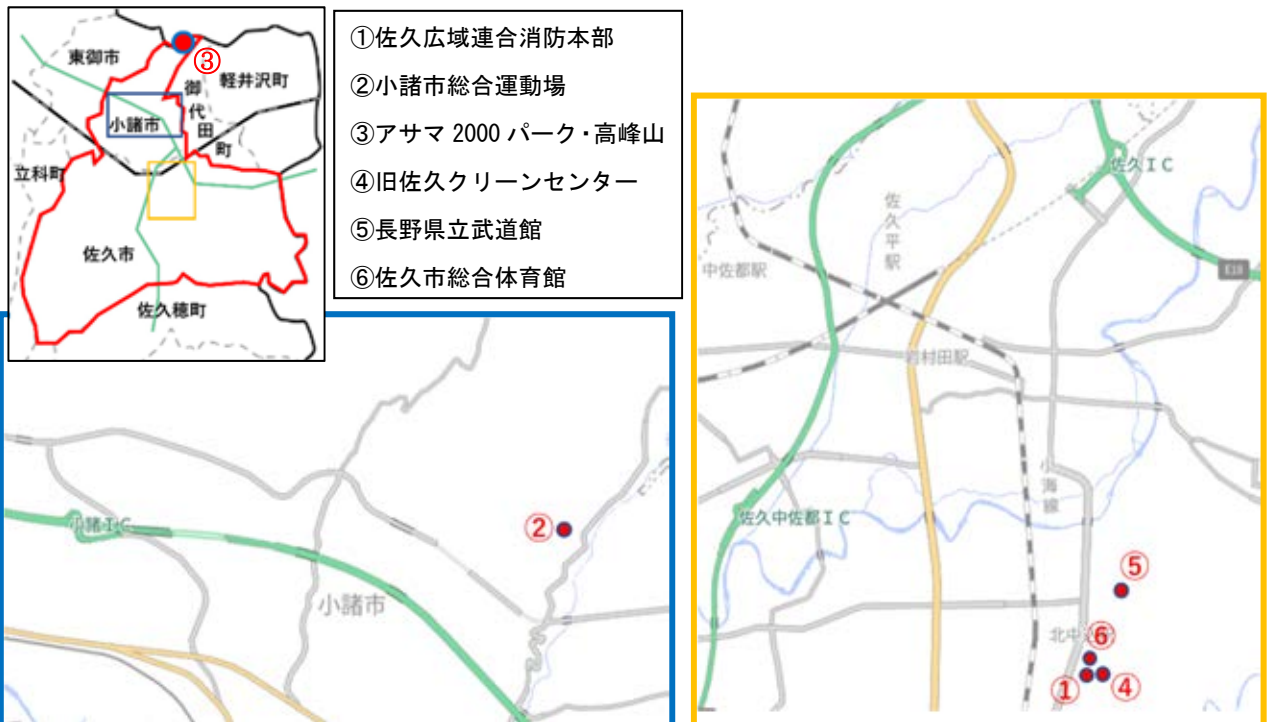 東御市
③
軽井沢町
御代田町
小諸市
立科町
佐久市
佐久穂町
①佐久広域連合消防本部
②小諸市総合運動場
③アサマ 2000 パーク・高峰山
④旧佐久クリーンセンター
⑤長野県立武道館
⑥佐久市総合体育館
小諸IC
②
小諸市
佐久IC
佐久平駅
中佐都駅
E18
岩村田駅
小海線
佐久中佐都IC
⑤
北中
⑥
①
④